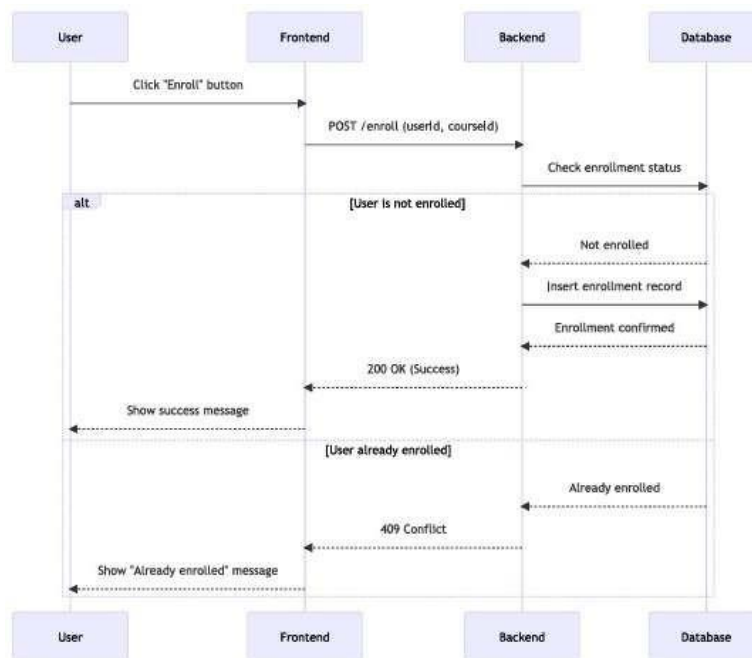 User Frontend Backend Database
Click "Enroll" button
POST /enroll (userId, courseId)
Check enrollment status
alt [User is not enrolled]
Not enrolled
Insert enrollment record
Enrollment confirmed
200 OK (Success)
Show success message
[User already enrolled]
Already enrolled
409 Conflict
Show "Already enrolled" message
User Frontend Backend Database